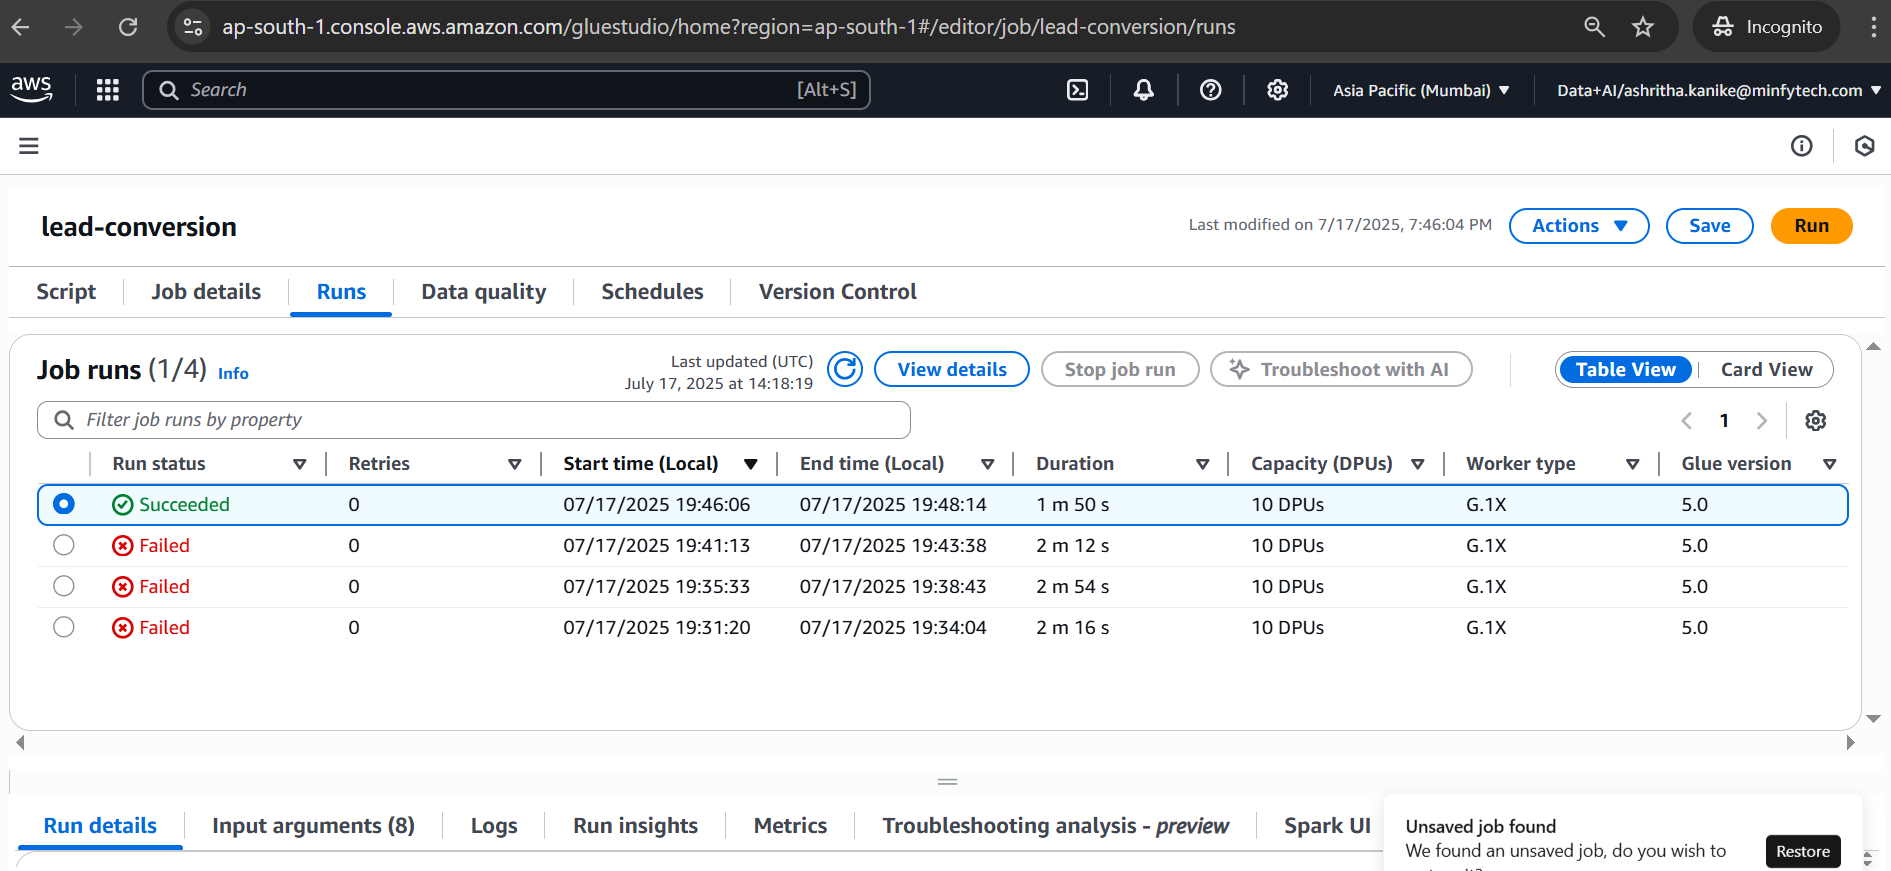 ap-south-1.console.aws.amazon.com/gluestudio/home?region=ap-south-1#/editor/job/lead-conversion/runs
Incognito
aws
Search
[Alt+S]
Asia Pacific (Mumbai)
Data+AI/ashritha.kanike@minfytech.com
lead-conversion
Last modified on 7/17/2025, 7:46:04 PM
Actions
Save
Run
Script
Job details
Runs
Data quality
Schedules
Version Control
Job runs (1/4) Info
Last updated (UTC)
July 17, 2025 at 14:18:19
View details
Stop job run
Troubleshoot with AI
Table View
Card View
Filter job runs by property
1
Run status Retries Start time (Local) End time (Local) Duration Capacity (DPUs) Worker type Glue version
Succeeded 0 07/17/2025 19:46:06 07/17/2025 19:48:14 1 m 50 s 10 DPUs G.1X 5.0
Failed 0 07/17/2025 19:41:13 07/17/2025 19:43:38 2 m 12 s 10 DPUs G.1X 5.0
Failed 0 07/17/2025 19:35:33 07/17/2025 19:38:43 2 m 54 s 10 DPUs G.1X 5.0
Failed 0 07/17/2025 19:31:20 07/17/2025 19:34:04 2 m 16 s 10 DPUs G.1X 5.0
Run details
Input arguments (8)
Logs
Run insights
Metrics
Troubleshooting analysis - preview
Spark UI
Unsaved job found
We found an unsaved job, do you wish to
Restore